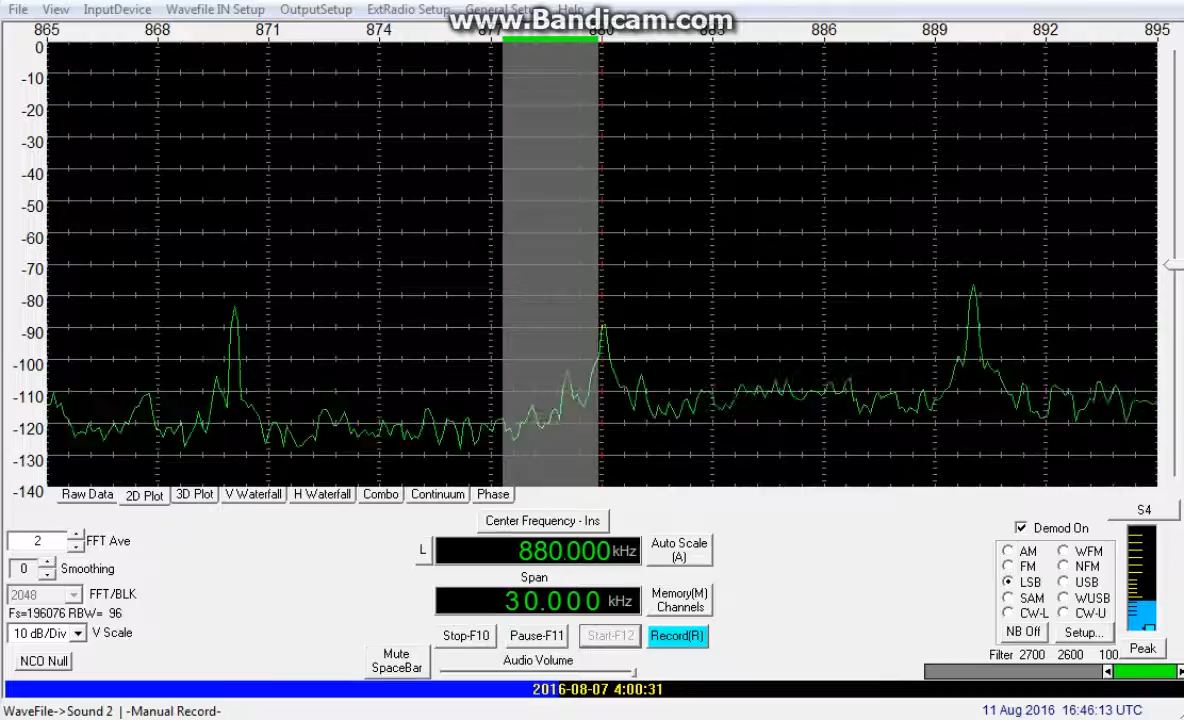 File View InputDevice Wavefile IN Setup OutputSetup ExtRadio Setup General Setup Help
www.Bandicam.com
865 868 871 874 877 880 883 886 889 892 895
0
-10
-20
-30
-40
-50
-60
-70
-80
-90
-100
-110
-120
-130
-140
Raw Data 2D Plot 3D Plot V Waterfall H Waterfall Combo Continuum Phase
2 FFT Ave
0 Smoothing
2048 FFT/BLK
Fs=196076 RBW= 96
10 dB/Div V Scale
NCO Null
Center Frequency - Ins
L 880.000 kHz
Span
30.000 kHz
Auto Scale
(A)
Memory(M)
Channels
Stop-F10 Pause-F11 Start-F12 Record(R)
Mute
SpaceBar
Audio Volume
S4
Demod On
AM WFM
FM NFM
LSB USB
SAM WUSB
CW-L CW-U
NB Off Setup...
Filter 2700 2600 100
Peak
2016-08-07 4:00:31
WaveFile->Sound 2 | -Manual Record-
11 Aug 2016 16:46:13 UTC